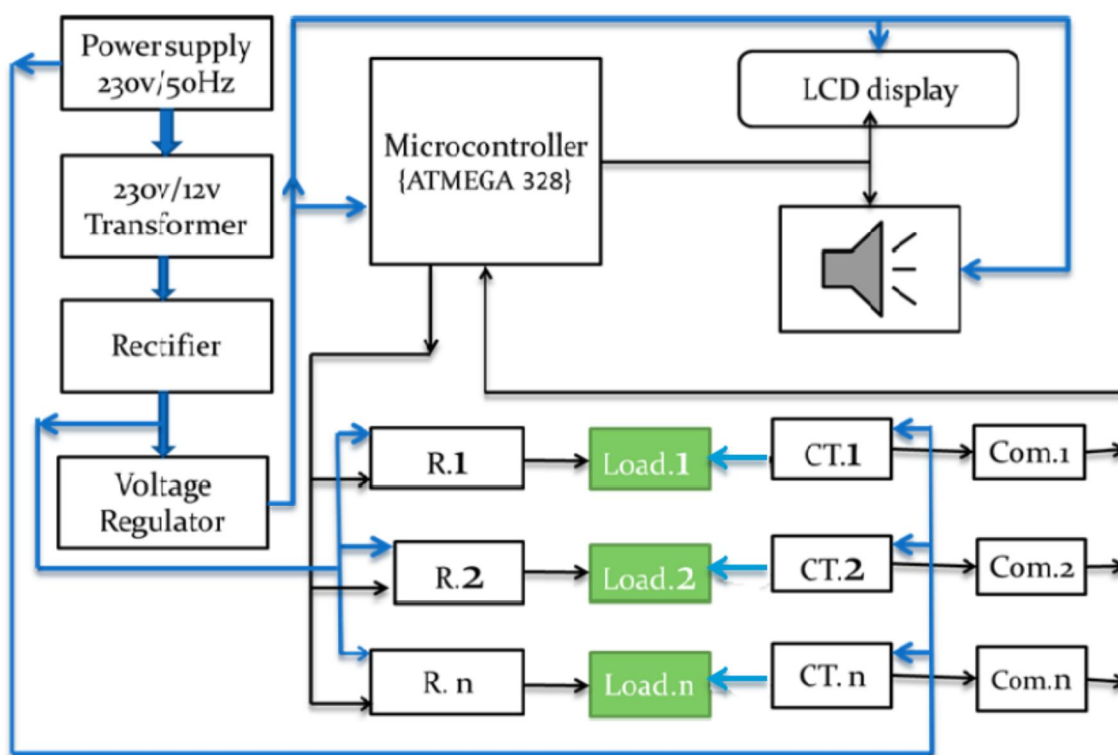 Power supply
230v/50Hz
230v/12v
Transformer
Rectifier
Voltage
Regulator
Microcontroller
{ATMEGA 328}
LCD display
R.1
Load.1
CT.1
Com.1
R.2
Load.2
CT.2
Com.2
R. n
Load.n
CT. n
Com.n